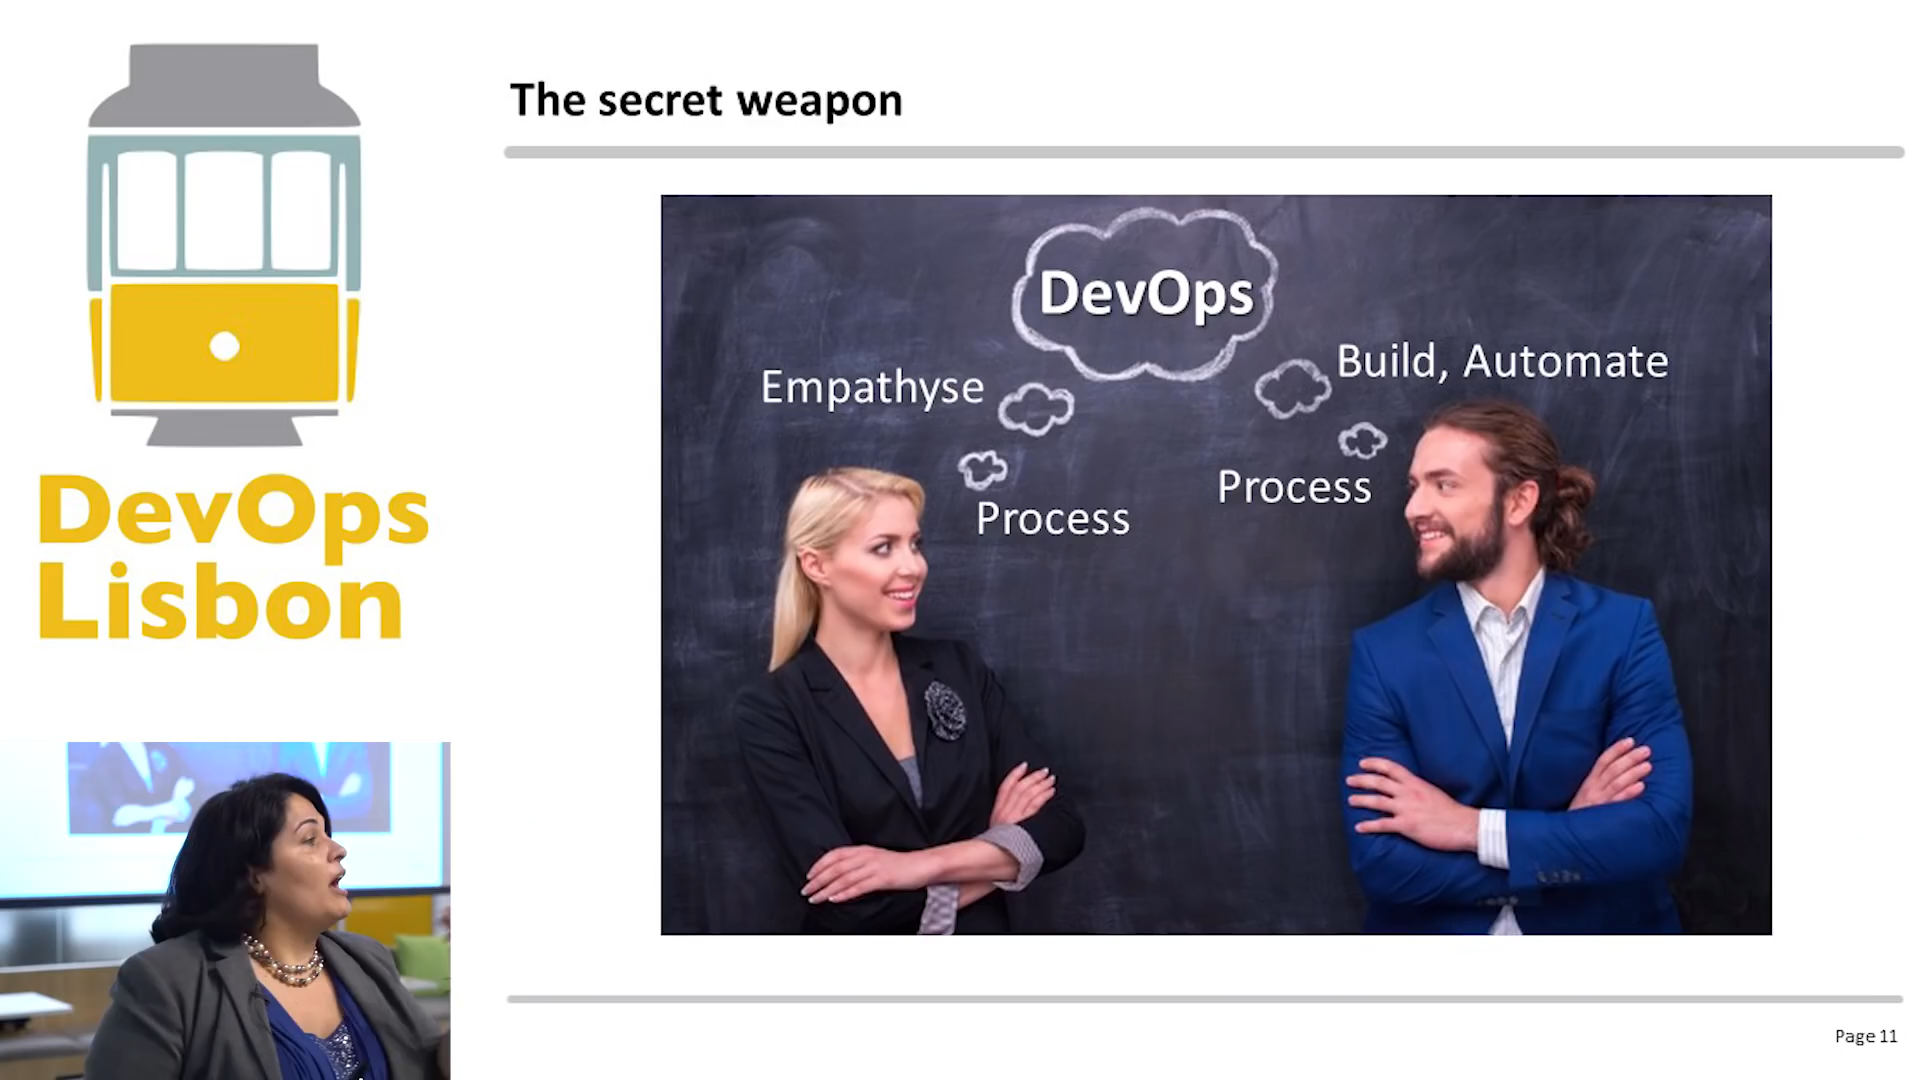 The secret weapon
DevOps
Build, Automate
Empathyse
Process
Process
DevOps
Lisbon
Page 11